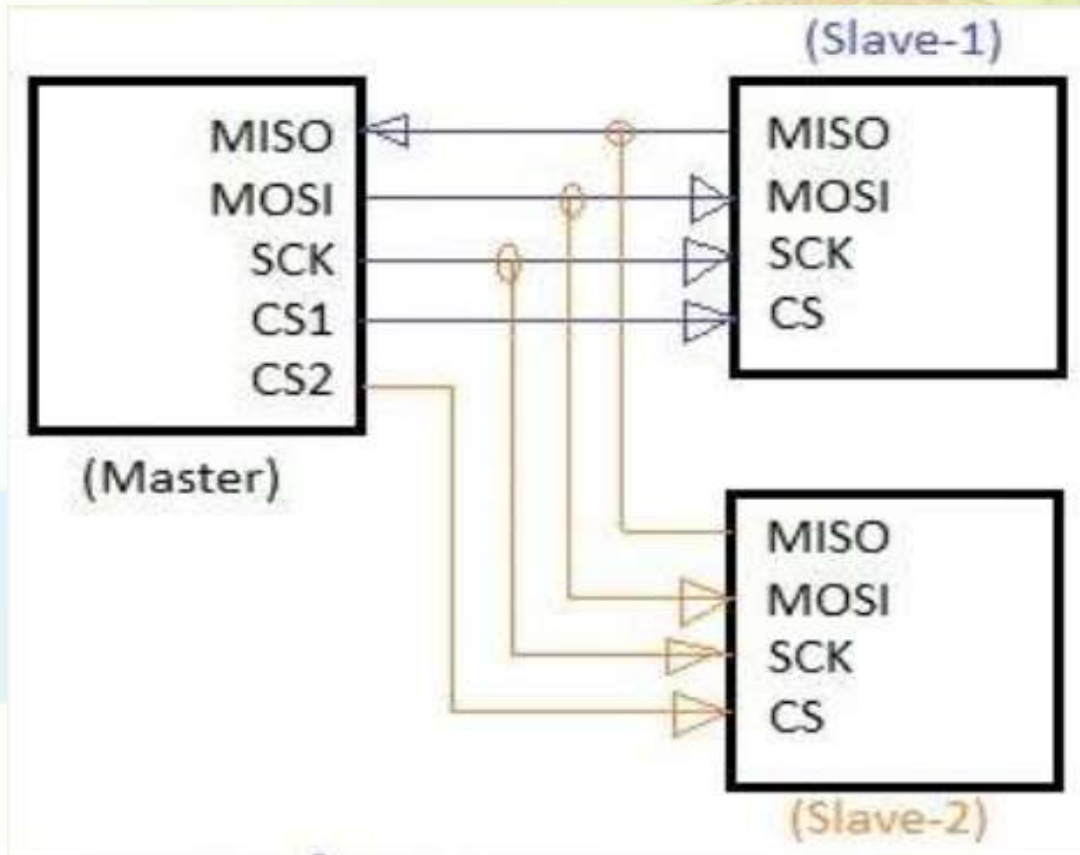 (Slave-1)
MISO
MOSI
SCK
CS1
CS2
(Master)
MISO
MOSI
SCK
CS
MISO
MOSI
SCK
CS
(Slave-2)